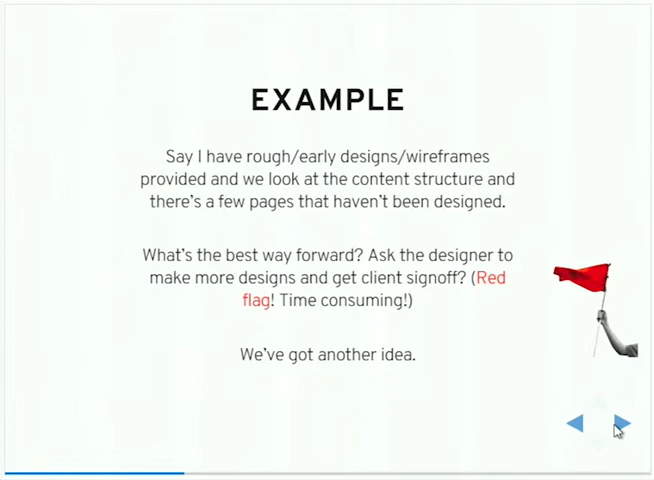 EXAMPLE
Say I have rough/early designs/wireframes
provided and we look at the content structure and
there's a few pages that haven't been designed.
What's the best way forward? Ask the designer to
make more designs and get client signoff? (Red
flag! Time consuming!)
We've got another idea.